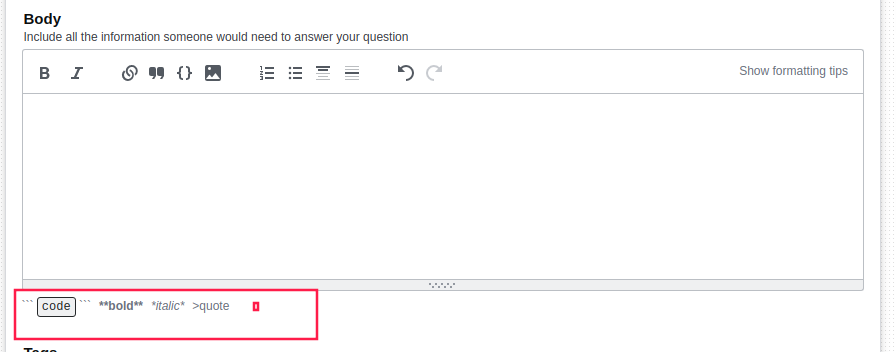 Body
Include all the information someone would need to answer your question
B I {} Show formatting tips
``` code ``` **bold** *italic* >quote
Tags